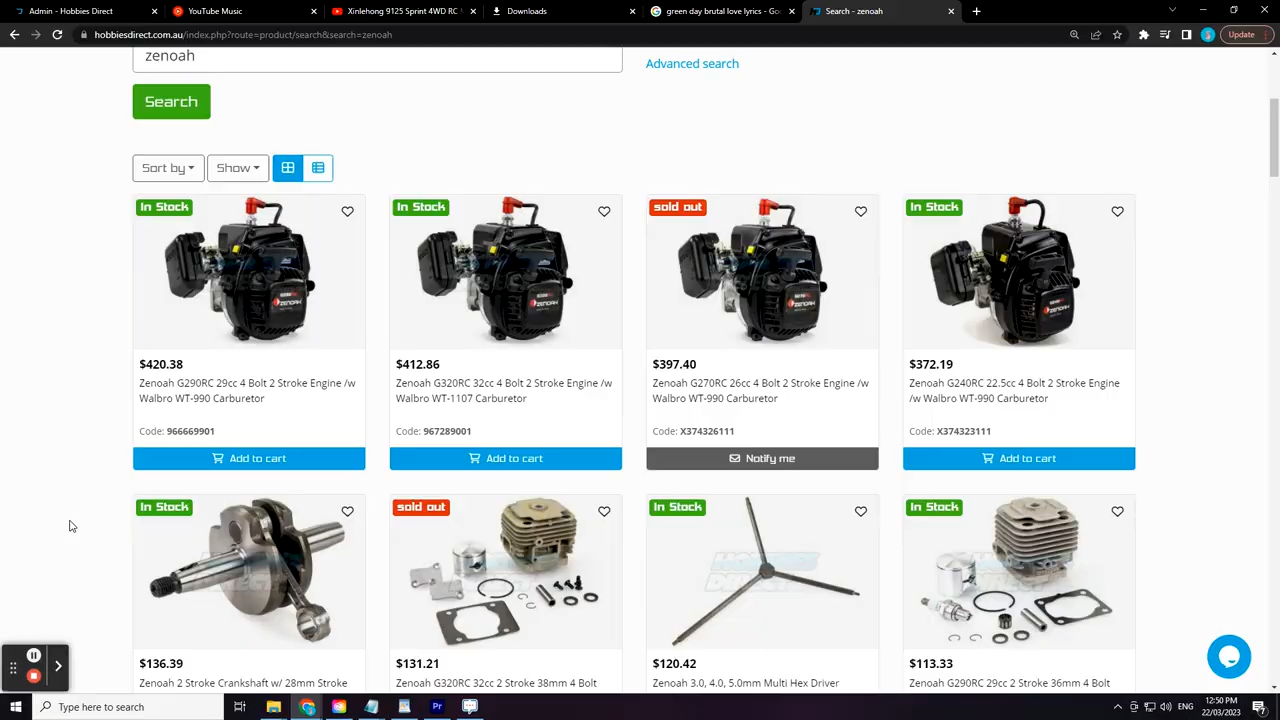 Admin - Hobbies Direct
YouTube Music
Xinlehong 9125 Sprint 4WD RC
Downloads
green day brutal love lyrics - Goo
Search - zenoah
hobbiesdirect.com.au/index.php?route=product/search&search=zenoah
Update
zenoah
Advanced search
Search
Sort by
Show
In Stock
In Stock
sold out
In Stock
ZENOAH
ZENOAH
ZENOAH
ZENOAH
$420.38
$412.86
$397.40
$372.19
Zenoah G290RC 29cc 4 Bolt 2 Stroke Engine /w
Walbro WT-990 Carburetor
Zenoah G320RC 32cc 4 Bolt 2 Stroke Engine /w
Walbro WT-1107 Carburetor
Zenoah G270RC 26cc 4 Bolt 2 Stroke Engine /w
Walbro WT-990 Carburetor
Zenoah G240RC 22.5cc 4 Bolt 2 Stroke Engine
/w Walbro WT-990 Carburetor
Code: 966669901
Code: 967289001
Code: X374326111
Code: X374323111
Add to cart
Add to cart
Notify me
Add to cart
In Stock
sold out
In Stock
In Stock
HOBBIES
DIRECT
$136.39
$131.21
$120.42
$113.33
Zenoah 2 Stroke Crankshaft w/ 28mm Stroke
Zenoah G320RC 32cc 2 Stroke 38mm 4 Bolt
Zenoah 3.0, 4.0, 5.0mm Multi Hex Driver
Zenoah G290RC 29cc 2 Stroke 36mm 4 Bolt
Type here to search
Pr
ENG
12:50 PM
22/03/2023